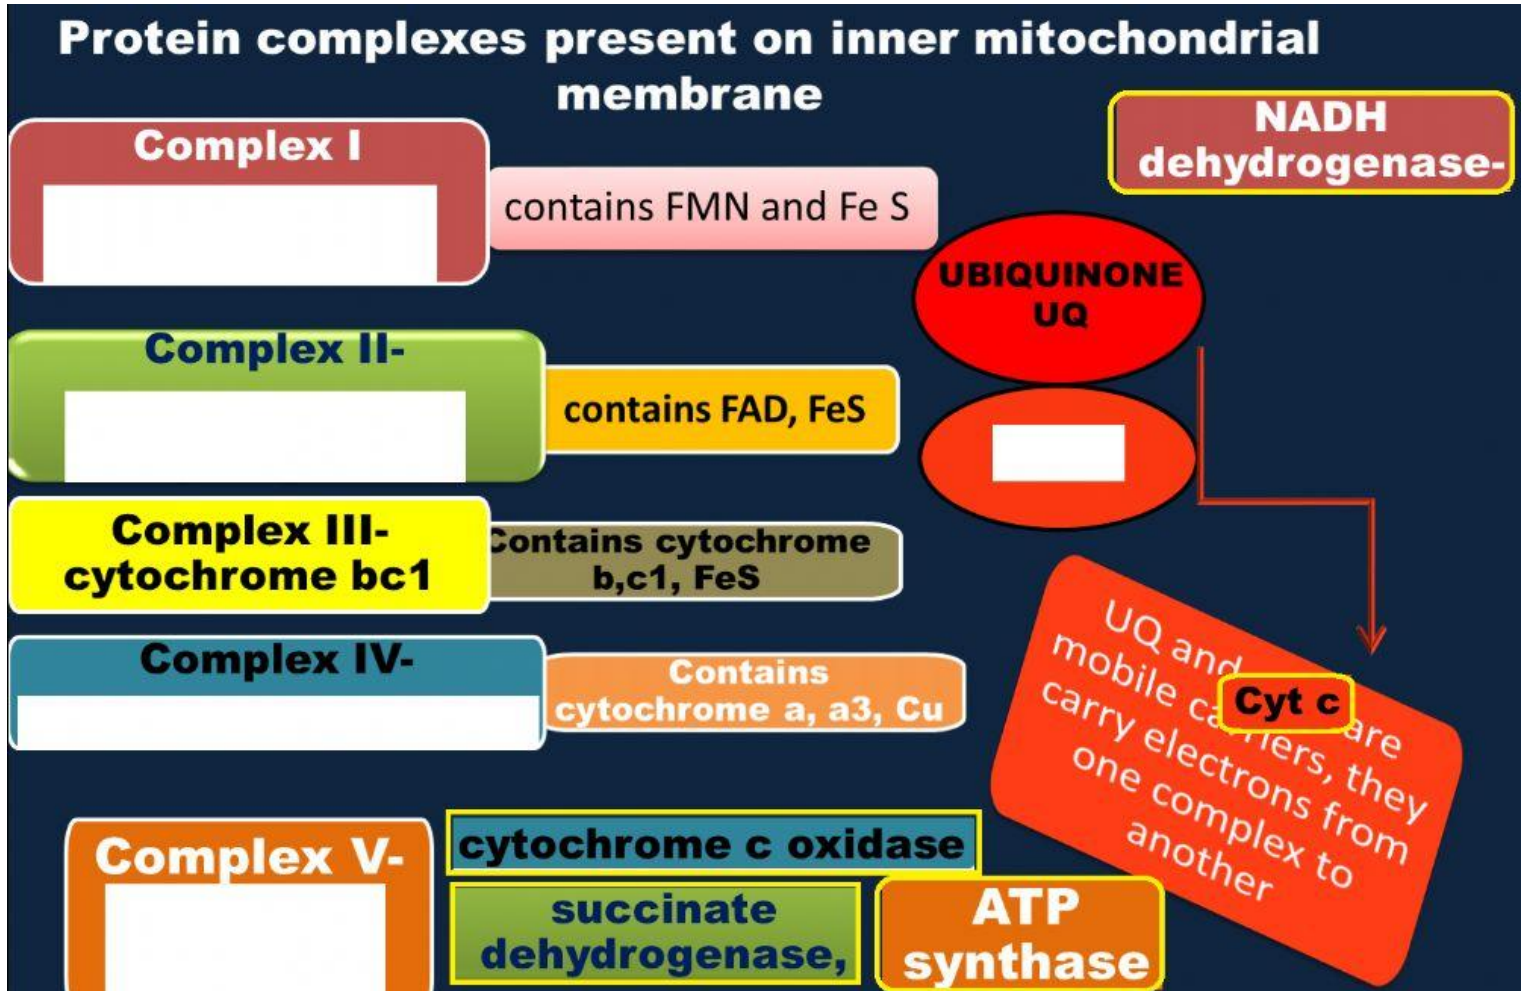 Protein complexes present on inner mitochondrial
membrane
NADH
dehydrogenase-
Complex I
contains FMN and Fe S
UBIQUINONE
UQ
Complex II-
contains FAD, FeS
Complex III-
cytochrome bc1
Contains cytochrome
b,c1, FeS
Complex IV-
Contains
cytochrome a, a3, Cu
UQ and are
mobile carriers, they
carry electrons from
one complex to
another
Cyt c
Complex V-
cytochrome c oxidase
succinate
dehydrogenase,
ATP
synthase